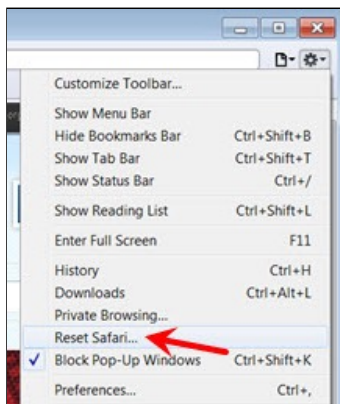 Customize Toolbar...
Show Menu Bar
Hide Bookmarks Bar Ctrl+Shift+B
Show Tab Bar Ctrl+Shift+T
Show Status Bar Ctrl+/
Show Reading List Ctrl+Shift+L
Enter Full Screen F11
History Ctrl+H
Downloads Ctrl+Alt+L
Private Browsing...
Reset Safari...
Block Pop-Up Windows Ctrl+Shift+K
Preferences... Ctrl+,